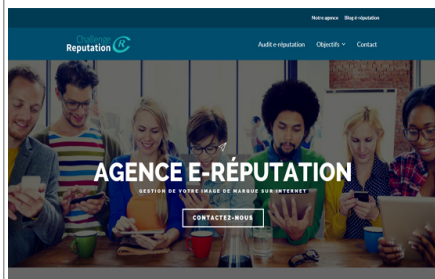 Notre agence Blog e-réputation
Challenge
Reputation
R
Audit e-réputation Objectifs Contact
AGENCE E-RÉPUTATION
GESTION DE VOTRE IMAGE DE MARQUE SUR INTERNET
CONTACTEZ-NOUS